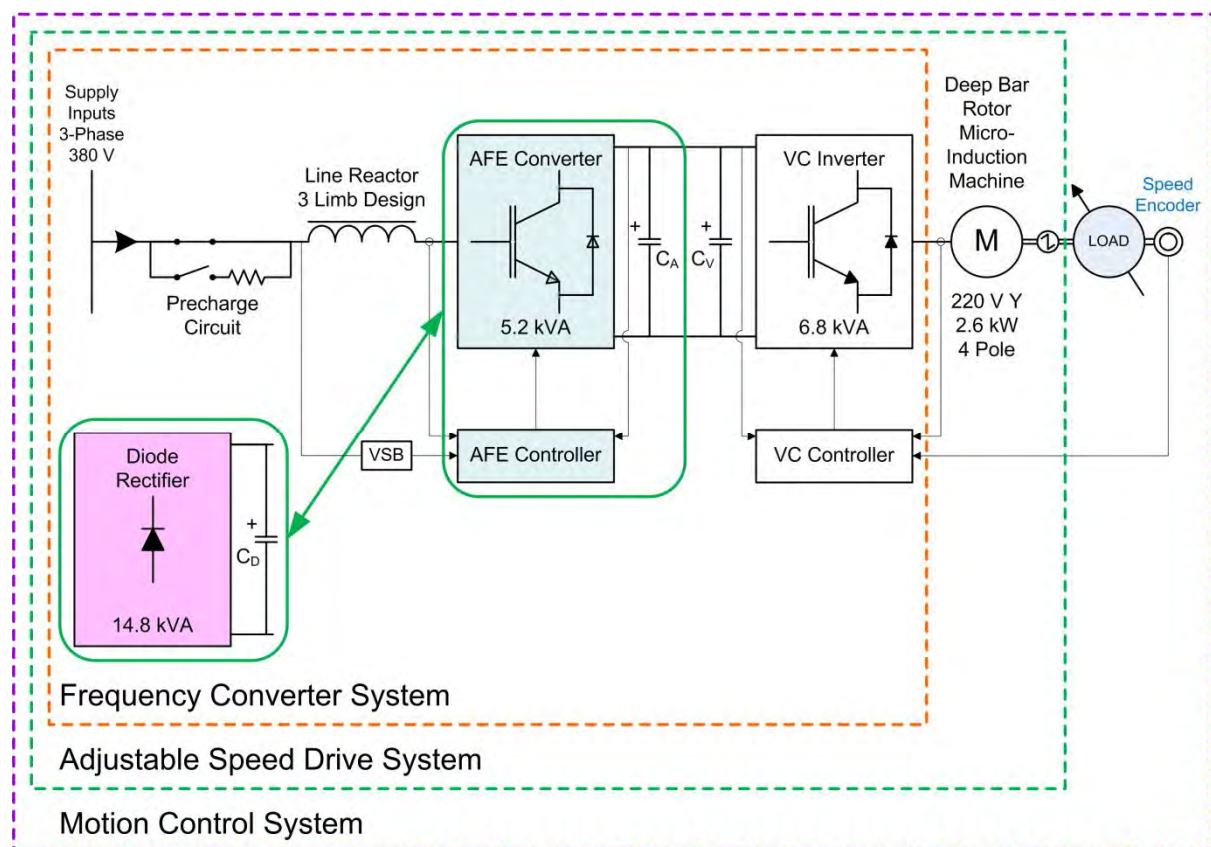 Supply
Inputs
3-Phase
380 V
Precharge
Circuit
Line Reactor
3 Limb Design
AFE Converter
5.2 kVA
+
C_A
+
C_V
VC Inverter
6.8 kVA
Deep Bar
Rotor
Micro-
Induction
Machine
M
220 V Y
2.6 kW
4 Pole
LOAD
Speed
Encoder
VSB
AFE Controller
VC Controller
Diode
Rectifier
+
C_D
14.8 kVA
Frequency Converter System
Adjustable Speed Drive System
Motion Control System